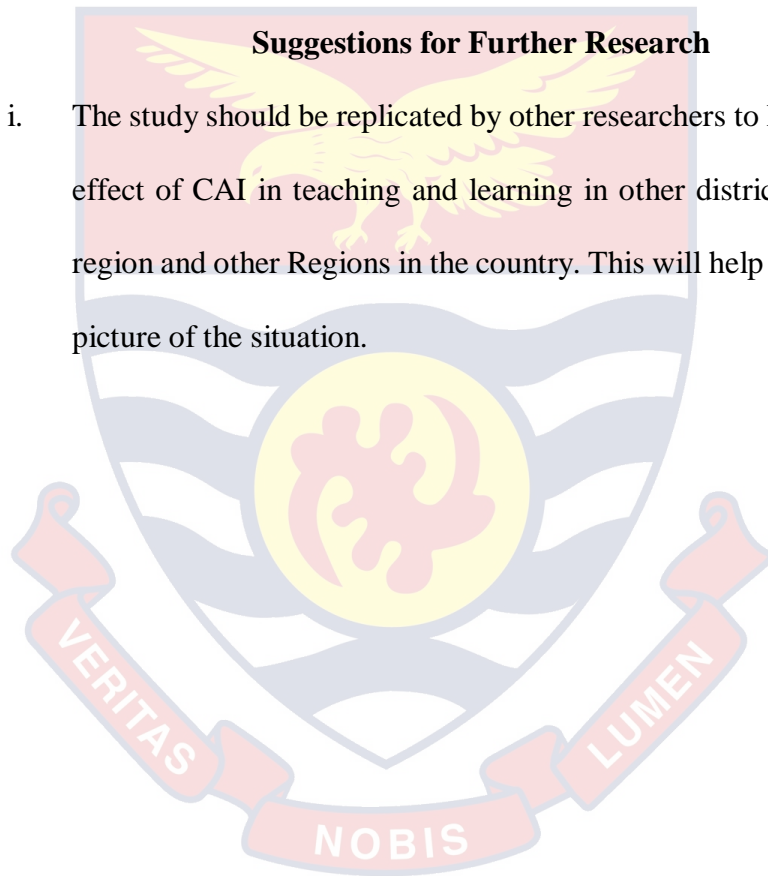 Suggestions for Further Research
i. The study should be replicated by other researchers to
effect of CAI in teaching and learning in other
region and other Regions in the country. This will help
picture of the situation.
VERITAS
NOBIS
LUMEN